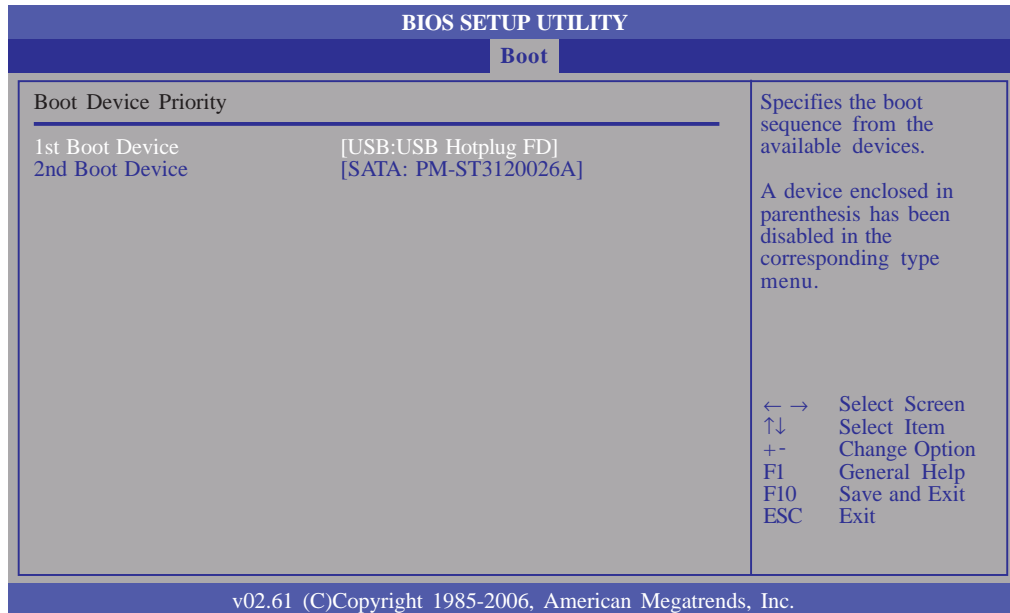 BIOS SETUP UTILITY
Boot
Boot Device Priority
1st Boot Device [USB:USB Hotplug FD]
2nd Boot Device [SATA: PM-ST3120026A]
Specifies the boot
sequence from the
available devices.
A device enclosed in
parenthesis has been
disabled in the
corresponding type
menu.
← → Select Screen
↑↓ Select Item
+- Change Option
F1 General Help
F10 Save and Exit
ESC Exit
v02.61 (C)Copyright 1985-2006, American Megatrends, Inc.